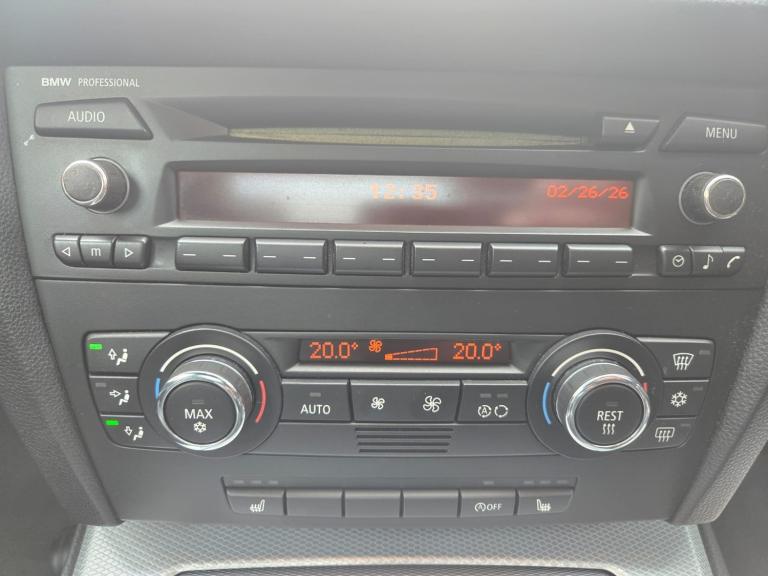 BMW PROFESSIONAL
AUDIO
MENU
12:35 02/26/26
m
20.0° 20.0°
MAX
AUTO
A
REST
A OFF